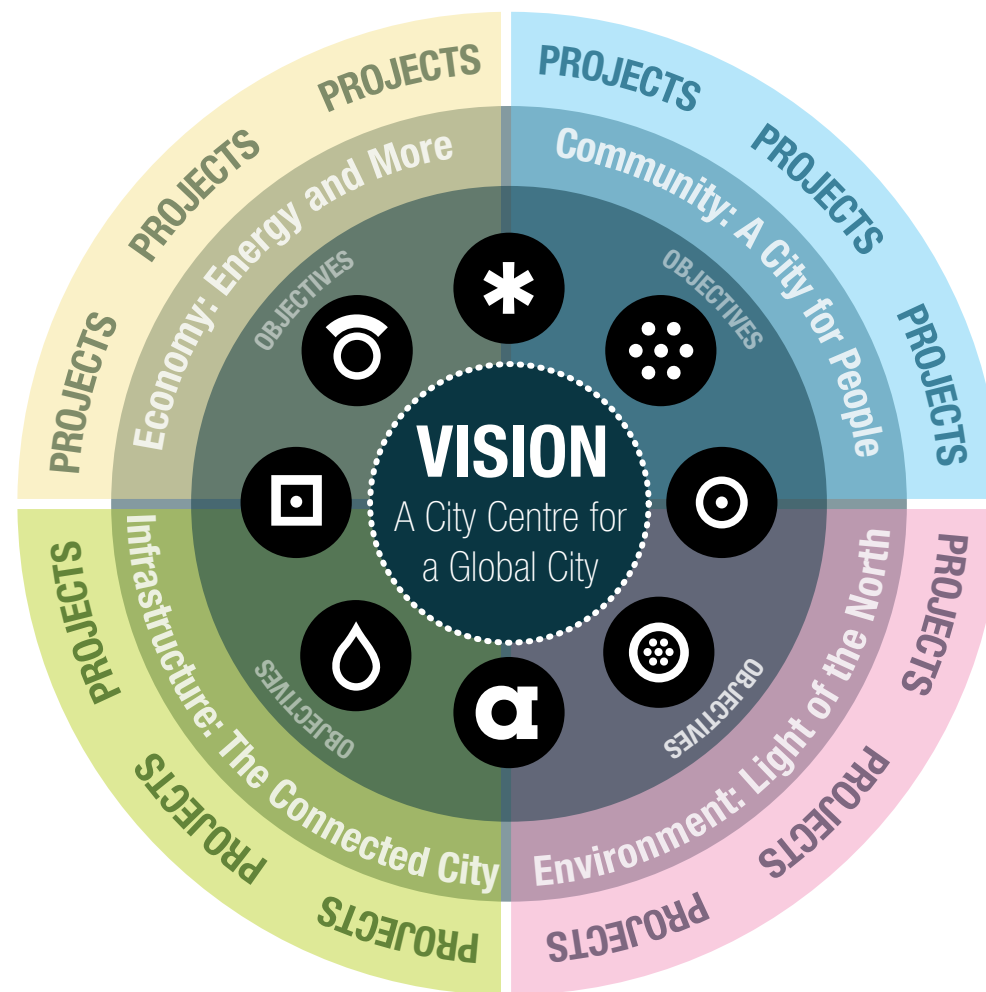 VISION
A City Centre for
a Global City
OBJECTIVES
OBJECTIVES
OBJECTIVES
OBJECTIVES
Economy: Energy and More
Community: A City for People
Environment: Light of the North
Infrastructure: The Connected City
PROJECTS
PROJECTS
PROJECTS
PROJECTS
PROJECTS
PROJECTS
PROJECTS
PROJECTS
PROJECTS
PROJECTS
PROJECTS
PROJECTS